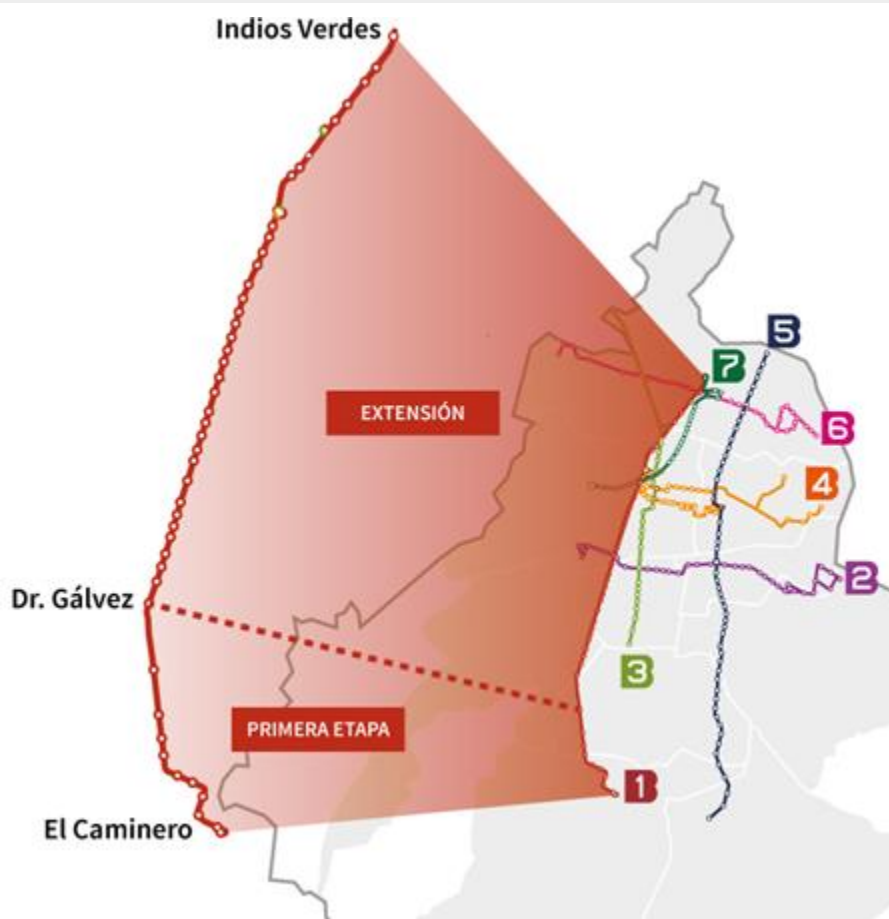 Indios Verdes
5
7
EXTENSIÓN
6
4
2
Dr. Gálvez
3
PRIMERA ETAPA
1
El Caminero